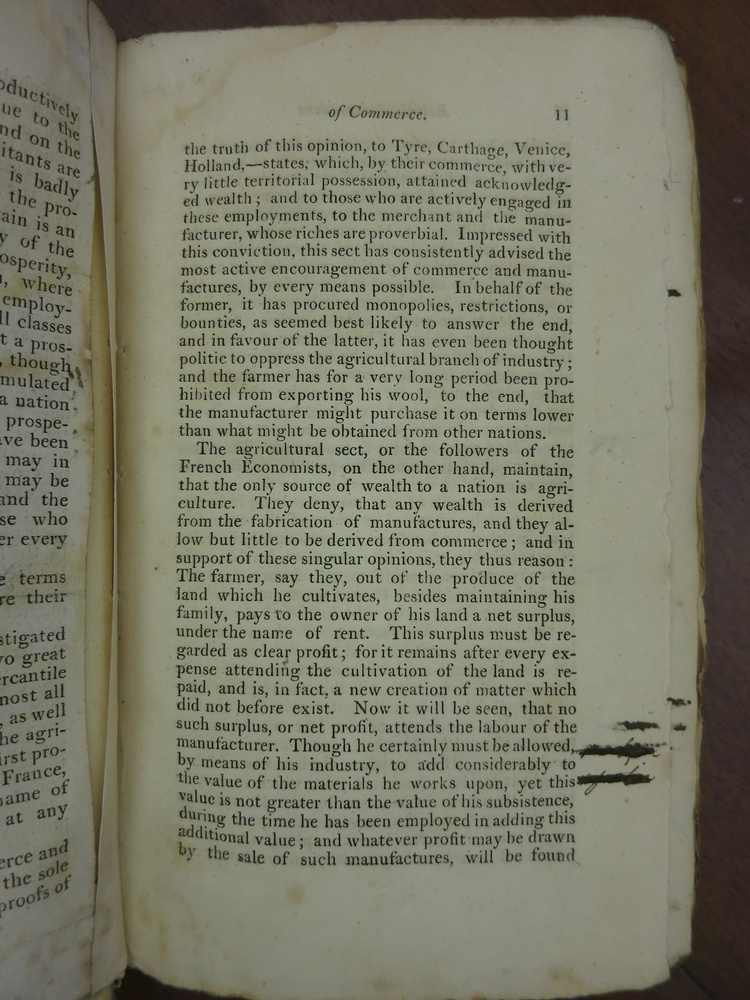 oductively
ue to the
nd on the
itants are
is badly
the pro-
ain is an
y of the
osperity,
, where
employ-
ll classes
t a pros-
, though
mulated
a nation
prospe-
ave been
may in
may be
and the
se who
er every
e terms
re their
stigated
vo great
rcantile
most all
, as well
he agri-
irst pro-
France,
name of
at any
erce and
the sole
proofs of
of Commerce. 11
the truth of this opinion, to Tyre, Carthage, Venice,
Holland,—states, which, by their commerce, with ve-
ry little territorial possession, attained acknowledg-
ed wealth; and to those who are actively engaged in
these employments, to the merchant and the manu-
facturer, whose riches are proverbial. Impressed with
this conviction, this sect has consistently advised the
most active encouragement of commerce and manu-
factures, by every means possible. In behalf of the
former, it has procured monopolies, restrictions, or
bounties, as seemed best likely to answer the end,
and in favour of the latter, it has even been thought
politic to oppress the agricultural branch of industry;
and the farmer has for a very long period been pro-
hibited from exporting his wool, to the end, that
the manufacturer might purchase it on terms lower
than what might be obtained from other nations.
The agricultural sect, or the followers of the
French Economists, on the other hand, maintain,
that the only source of wealth to a nation is agri-
culture. They deny, that any wealth is derived
from the fabrication of manufactures, and they al-
low but little to be derived from commerce; and in
support of these singular opinions, they thus reason:
The farmer, say they, out of the produce of the
land which he cultivates, besides maintaining his
family, pays to the owner of his land a net surplus,
under the name of rent. This surplus must be re-
garded as clear profit; for it remains after every ex-
pense attending the cultivation of the land is re-
paid, and is, in fact, a new creation of matter which
did not before exist. Now it will be seen, that no
such surplus, or net profit, attends the labour of the
manufacturer. Though he certainly must be allowed,
by means of his industry, to add considerably to
the value of the materials he works upon, yet this
value is not greater than the value of his subsistence,
during the time he has been employed in adding this
additional value; and whatever profit may be drawn
by the sale of such manufactures, will be found